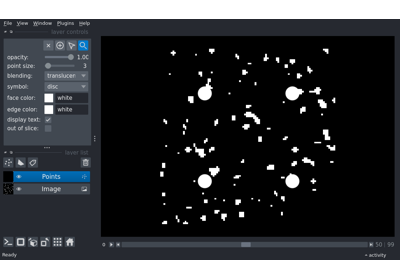 File View Window Plugins Help
layer controls
opacity: 1.00
point size: 3
blending: translucen
symbol: disc
face color: white
edge color: white
display text: ✓
out of slice:
layer list
Points
Image
50 | 99
Ready
activity